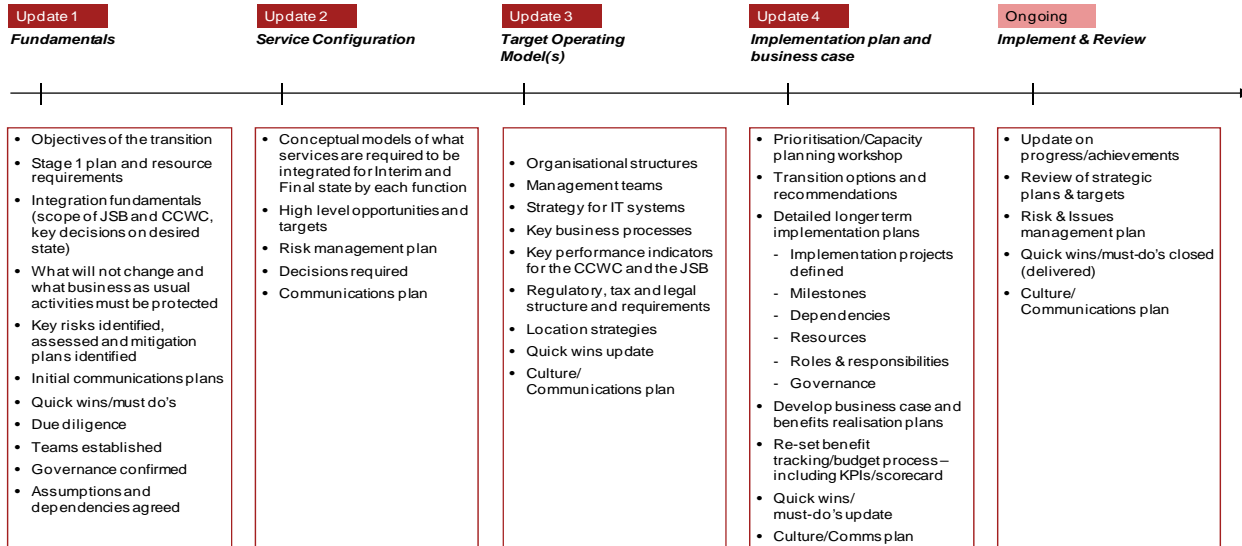 Update 1
Fundamentals
Update 2
Service Configuration
Update 3
Target Operating
Model(s)
Update 4
Implementation plan and
business case
Ongoing
Implement & Review
• Objectives of the transition
• Stage 1 plan and resource
requirements
• Integration fundamentals
(scope of JSB and CCWC,
key decisions on desired
state)
• What will not change and
what business as usual
activities must be protected
• Key risks identified,
assessed and mitigation
plans identified
• Initial communications plans
• Quick wins/must do's
• Due diligence
• Teams established
• Governance confirmed
• Assumptions and
dependencies agreed
• Conceptual models of what
services are required to be
integrated for Interim and
Final state by each function
• High level opportunities and
targets
• Risk management plan
• Decisions required
• Communications plan
• Organisational structures
• Management teams
• Strategy for IT systems
• Key business processes
• Key performance indicators
for the CCWC and the JSB
• Regulatory, tax and legal
structure and requirements
• Location strategies
• Quick wins update
• Culture/
Communications plan
• Prioritisation/Capacity
planning workshop
• Transition options and
recommendations
• Detailed longer term
implementation plans
- Implementation projects
defined
- Milestones
- Dependencies
- Resources
- Roles & responsibilities
- Governance
• Develop business case and
benefits realisation plans
• Re-set benefit
tracking/budget process –
including KPIs/scorecard
• Quick wins/
must-do's update
• Culture/Comms plan
• Update on
progress/achievements
• Review of strategic
plans & targets
• Risk & Issues
management plan
• Quick wins/must-do's closed
(delivered)
• Culture/
Communications plan